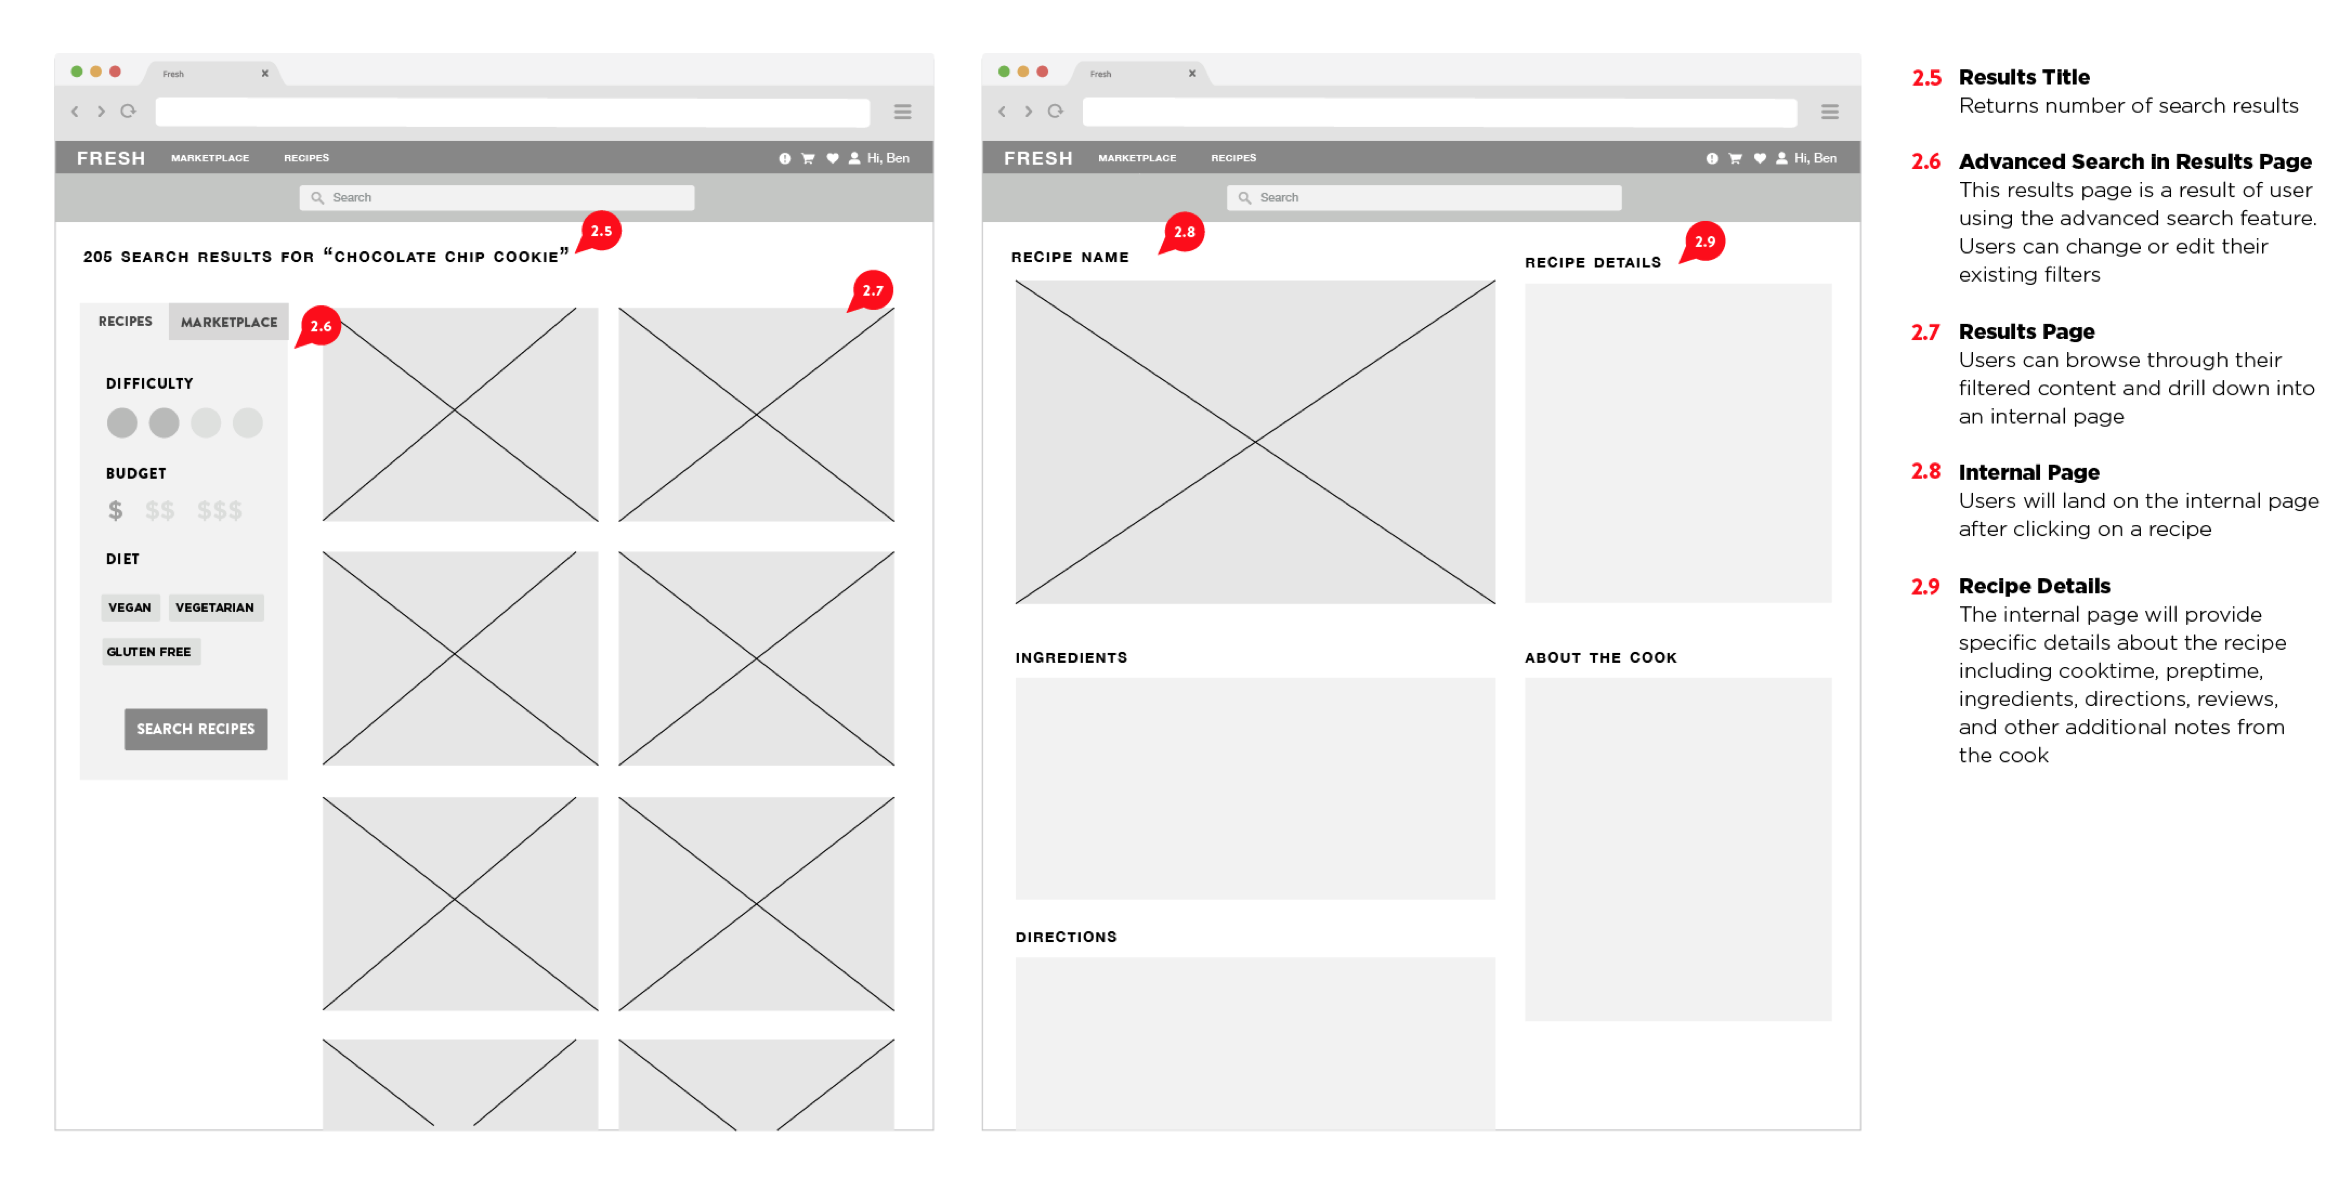 Fresh x
FRESH MARKETPLACE RECIPES Hi, Ben
Search
205 SEARCH RESULTS FOR “CHOCOLATE CHIP COOKIE”
2.5
2.7
RECIPES MARKETPLACE
2.6
DIFFICULTY
BUDGET
$ $$ $$$
DIET
VEGAN VEGETARIAN
GLUTEN FREE
SEARCH RECIPES
Fresh x
FRESH MARKETPLACE RECIPES Hi, Ben
Search
RECIPE NAME
2.8
RECIPE DETAILS
2.9
INGREDIENTS
ABOUT THE COOK
DIRECTIONS
2.5 Results Title
Returns number of search results
2.6 Advanced Search in Results Page
This results page is a result of user
using the advanced search feature.
Users can change or edit their
existing filters
2.7 Results Page
Users can browse through their
filtered content and drill down into
an internal page
2.8 Internal Page
Users will land on the internal page
after clicking on a recipe
2.9 Recipe Details
The internal page will provide
specific details about the recipe
including cooktime, preptime,
ingredients, directions, reviews,
and other additional notes from
the cook